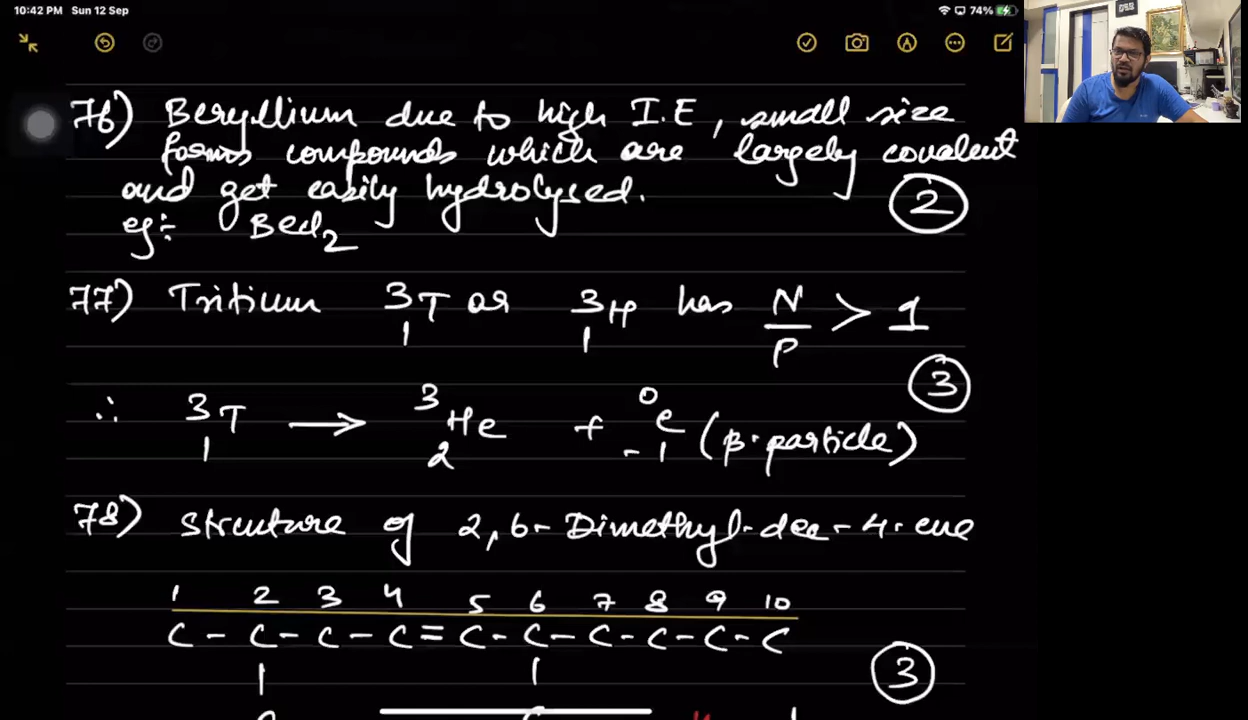 10:42 PM Sun 12 Sep 74%
76) Beryllium due to high I.E, small size
forms compounds which are largely covalent
and get easily hydrolysed. 2
eg:- BeCl2
77) Tritium 3 1 T or 3 1 H has N/P > 1
3
∴ 3 1 T → 3 2 He + 0 -1 e (β-particle)
78) Structure of 2,6-Dimethyl-dec-4-ene
1 2 3 4 5 6 7 8 9 10
C - C - C - C = C - C - C - C - C - C
3